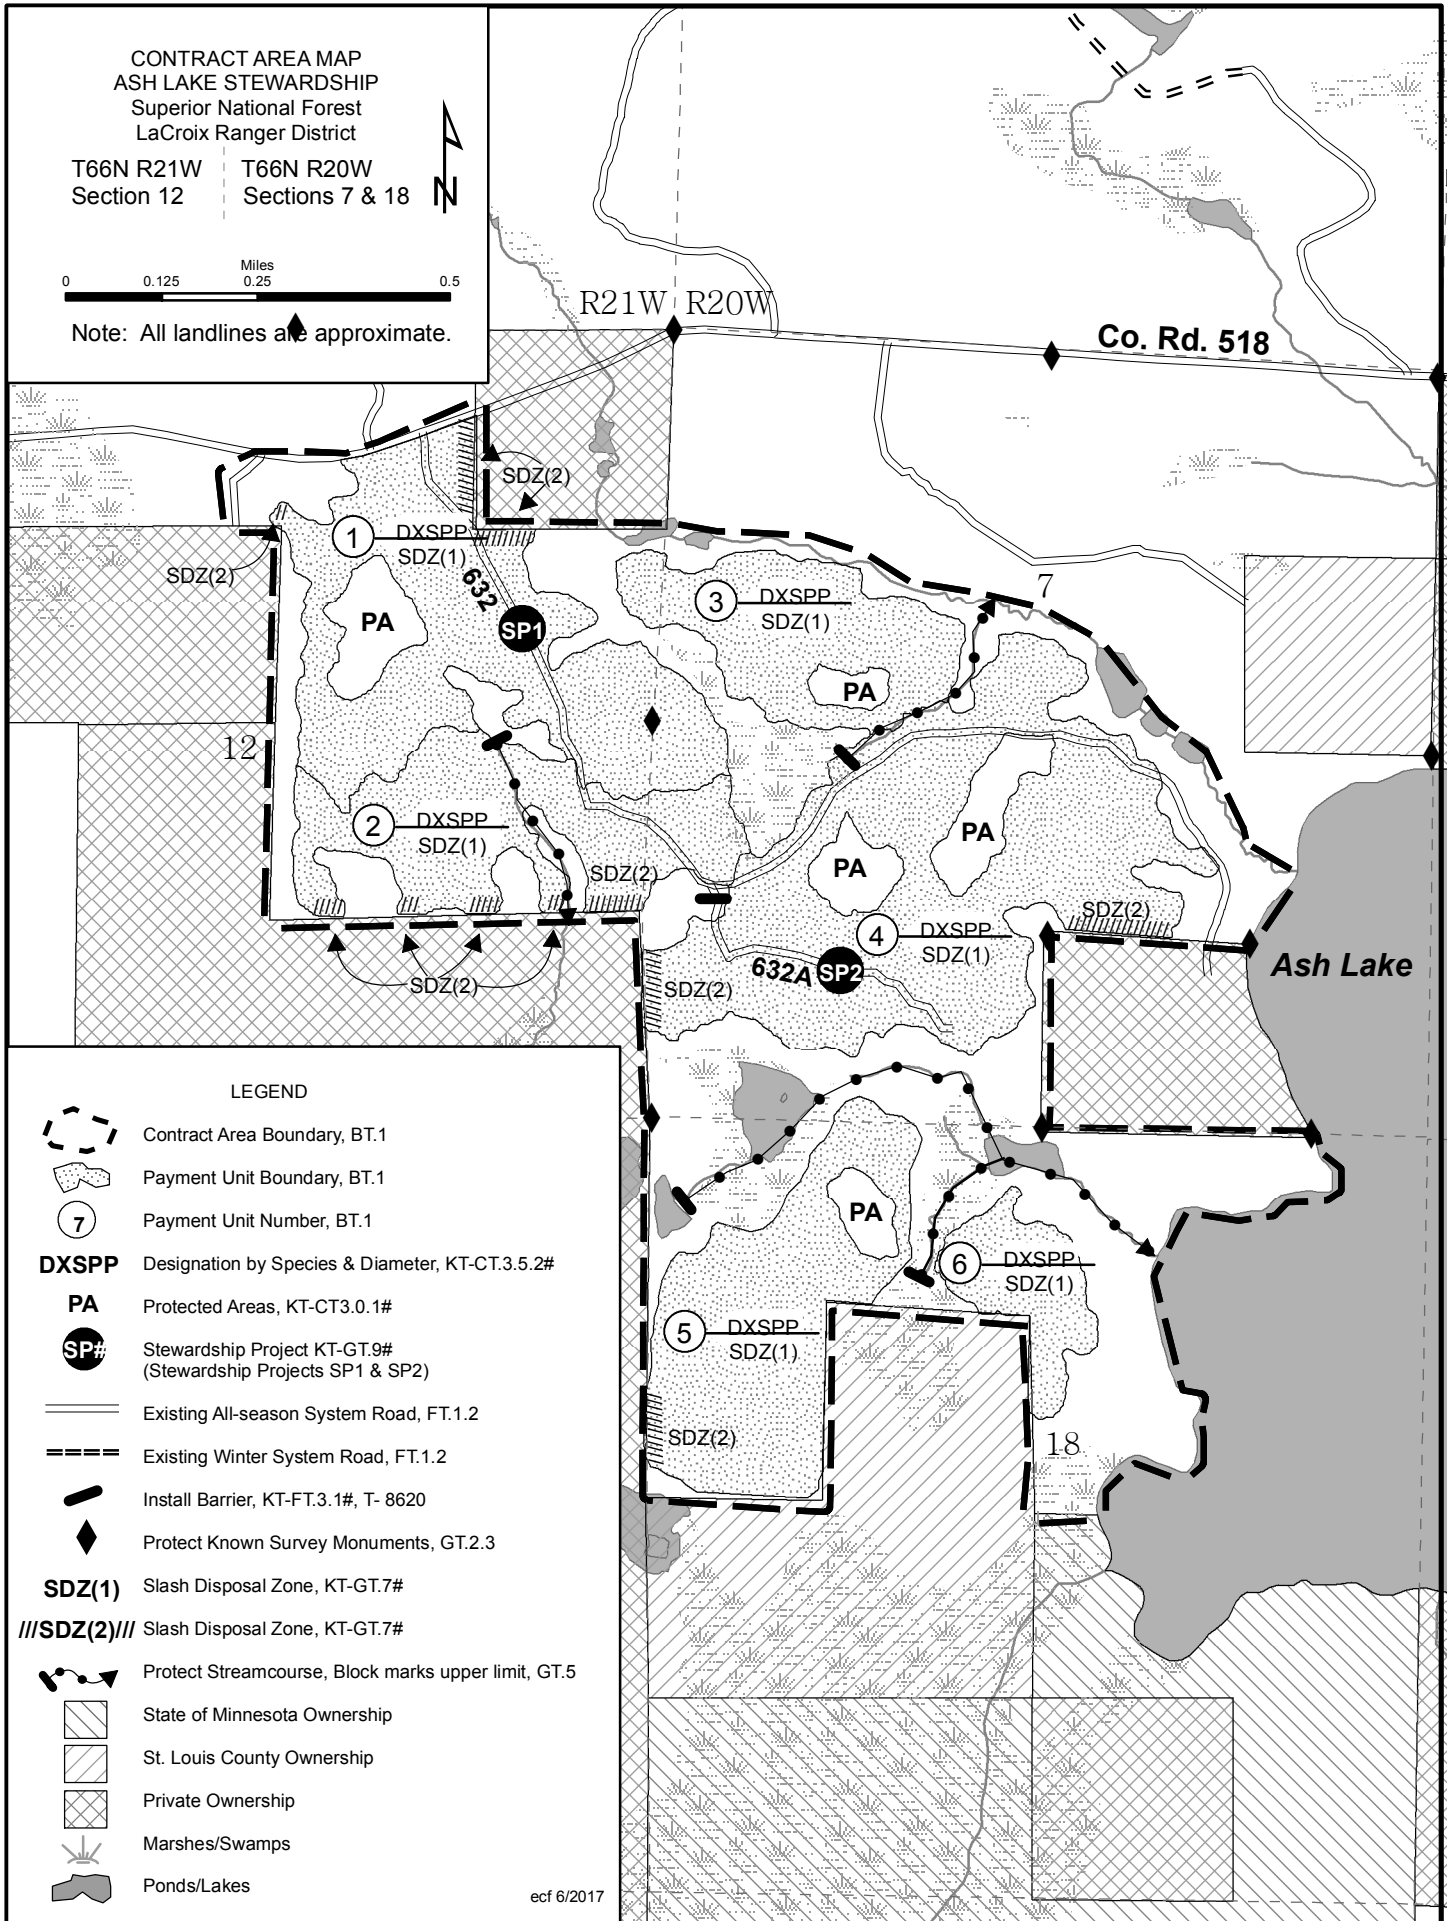 CONTRACT AREA MAP
ASH LAKE STEWARDSHIP
Superior National Forest
LaCroix Ranger District
T66N R21W
Section 12
T66N R20W
Sections 7 & 18
N
Miles
0 0.125 0.25 0.5
Note: All landlines are approximate.
R21W R20W
Co. Rd. 518
SDZ(2)
1 DXSPP
SDZ(1)
SDZ(2)
632
SP1
PA
3 DXSPP
SDZ(1)
7
PA
12
2 DXSPP
SDZ(1)
SDZ(2)
PA
PA
SDZ(2)
4 DXSPP
SDZ(1)
632A
SP2
Ash Lake
SDZ(2)
SDZ(2)
PA
6 DXSPP
SDZ(1)
5 DXSPP
SDZ(1)
SDZ(2)
18
LEGEND
Contract Area Boundary, BT.1
Payment Unit Boundary, BT.1
7 Payment Unit Number, BT.1
DXSPP Designation by Species & Diameter, KT-CT.3.5.2#
PA Protected Areas, KT-CT3.0.1#
SP# Stewardship Project KT-GT.9#
(Stewardship Projects SP1 & SP2)
Existing All-season System Road, FT.1.2
Existing Winter System Road, FT.1.2
Install Barrier, KT-FT.3.1#, T- 8620
Protect Known Survey Monuments, GT.2.3
SDZ(1) Slash Disposal Zone, KT-GT.7#
///SDZ(2)/// Slash Disposal Zone, KT-GT.7#
Protect Streamcourse, Block marks upper limit, GT.5
State of Minnesota Ownership
St. Louis County Ownership
Private Ownership
Marshes/Swamps
Ponds/Lakes
ecf 6/2017